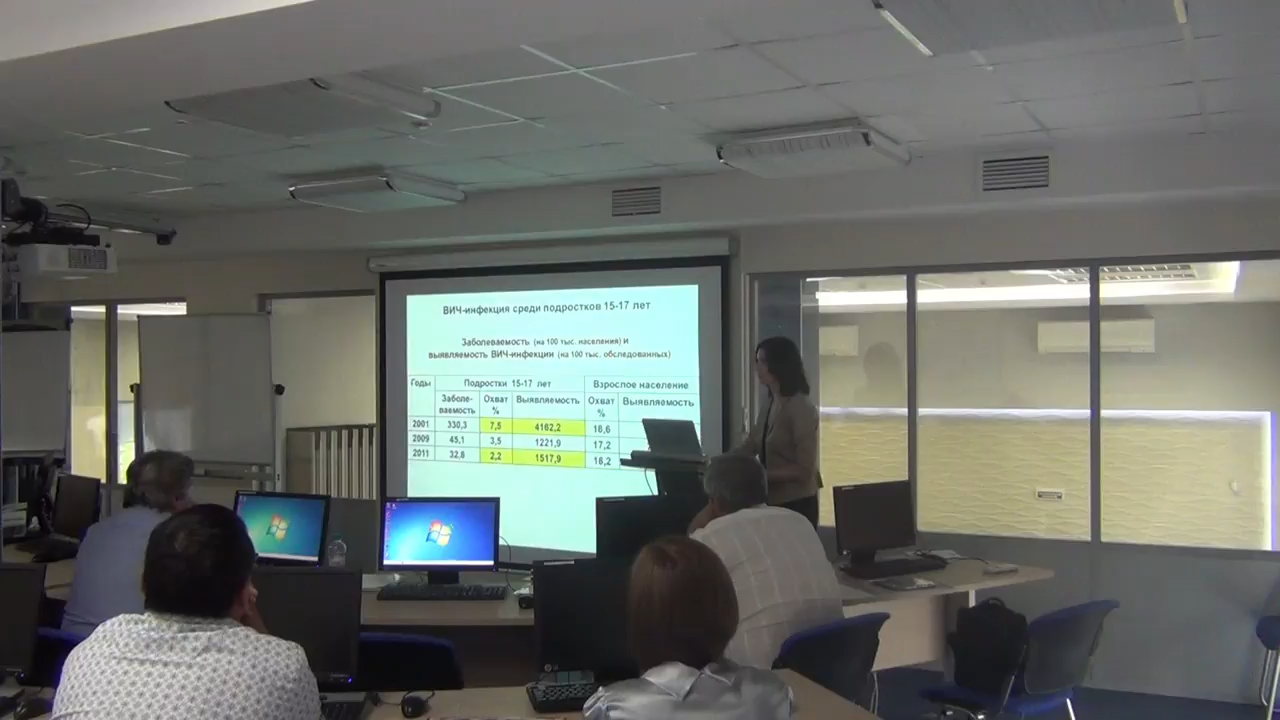 ВИЧ-инфекция среди подростков 15-17 лет
Заболеваемость (на 100 тыс. населения) и
выявляемость ВИЧ-инфекции (на 100 тыс. обследованных)
Годы Подростки 15-17 лет Взрослое население
Заболе-ваемость Охват % Выявляемость Охват % Выявляемость
2001 330,3 7,5 4162,2 18,6
2009 45,1 3,5 1221,9 17,2
2011 32,8 2,2 1517,9 16,2